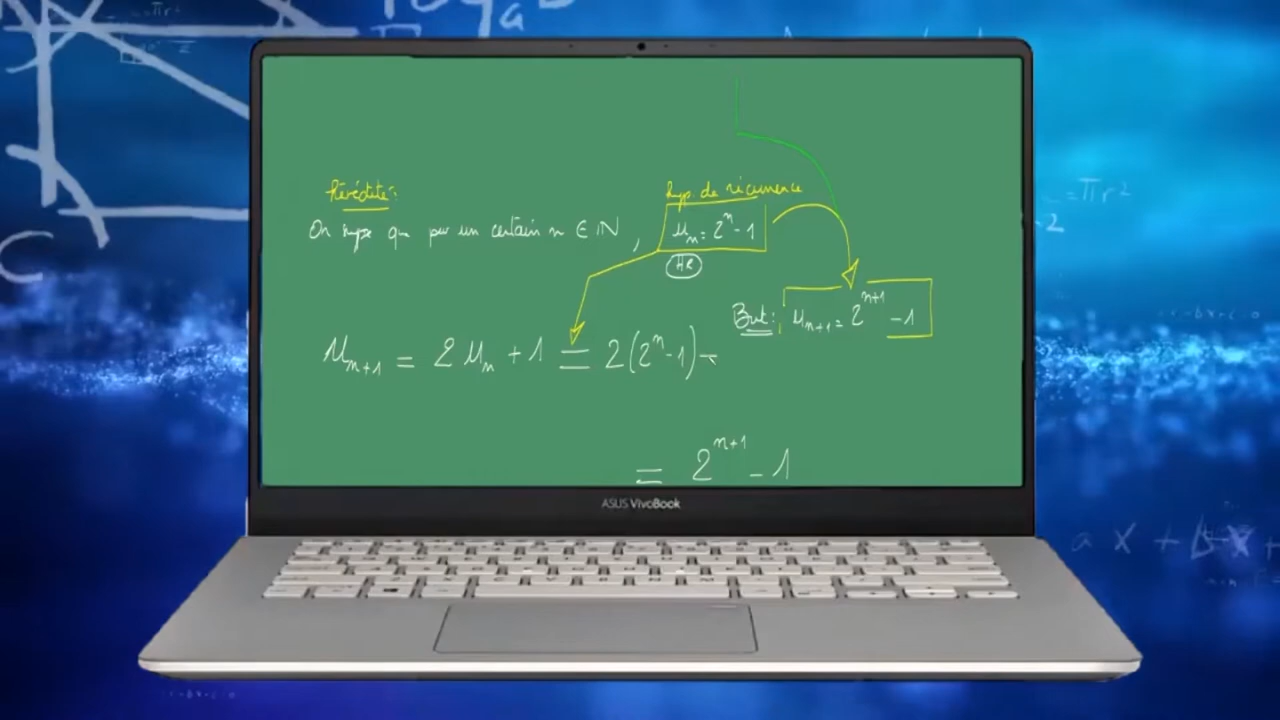 Hérédité:
Hyp. de récurrence
On suppose que pour un certain n ∈ ℕ, uₙ = 2ⁿ - 1
HR
But: uₙ₊₁ = 2ⁿ⁺¹ - 1
uₙ₊₁ = 2uₙ + 1 = 2(2ⁿ - 1) -
= 2ⁿ⁺¹ - 1
ASUS VivoBook